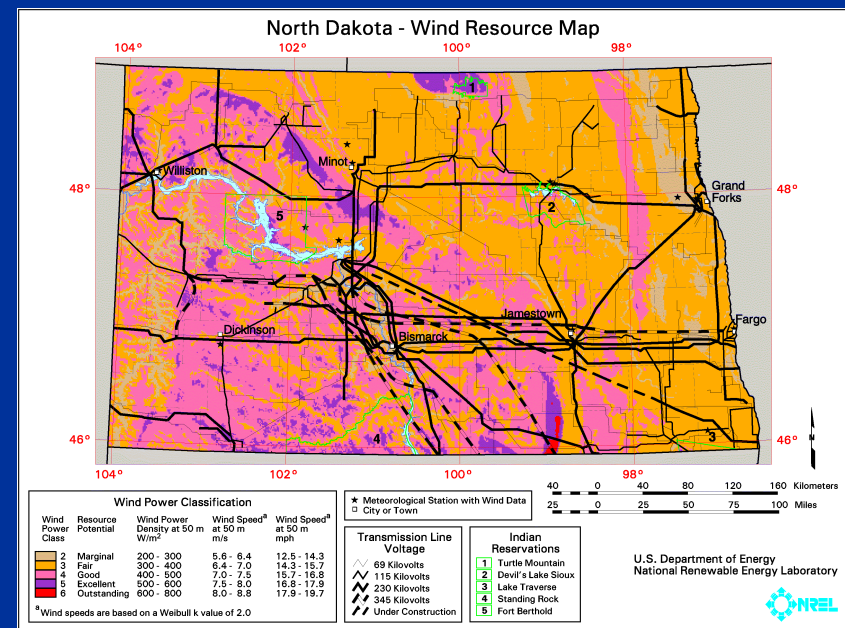 North Dakota - Wind Resource Map
104° 102° 100° 98°
1
Minot
Williston
48° 48°
Grand
Forks
5
2
Jamestown
Fargo
Dickinson
Bismarck
46° 4 3 46°
N
104° 102° 100° 98°
40 0 40 80 120 160 Kilometers
25 0 25 50 75 100 Miles
Wind Power Classification
Wind Power Class
Resource Potential
Wind Power Density at 50 m W/m²
Wind Speedᵃ at 50 m m/s
Wind Speedᵃ at 50 m mph
2 Marginal 200 - 300 5.6 - 6.4 12.5 - 14.3
3 Fair 300 - 400 6.4 - 7.0 14.3 - 15.7
4 Good 400 - 500 7.0 - 7.5 15.7 - 16.8
5 Excellent 500 - 600 7.5 - 8.0 16.8 - 17.9
6 Outstanding 600 - 800 8.0 - 8.8 17.9 - 19.7
ᵃ Wind speeds are based on a Weibull k value of 2.0
★ Meteorological Station with Wind Data
□ City or Town
Transmission Line
Voltage
69 Kilovolts
115 Kilovolts
230 Kilovolts
345 Kilovolts
Under Construction
Indian
Reservations
1 Turtle Mountain
2 Devil's Lake Sioux
3 Lake Traverse
4 Standing Rock
5 Fort Berthold
U.S. Department of Energy
National Renewable Energy Laboratory
NREL